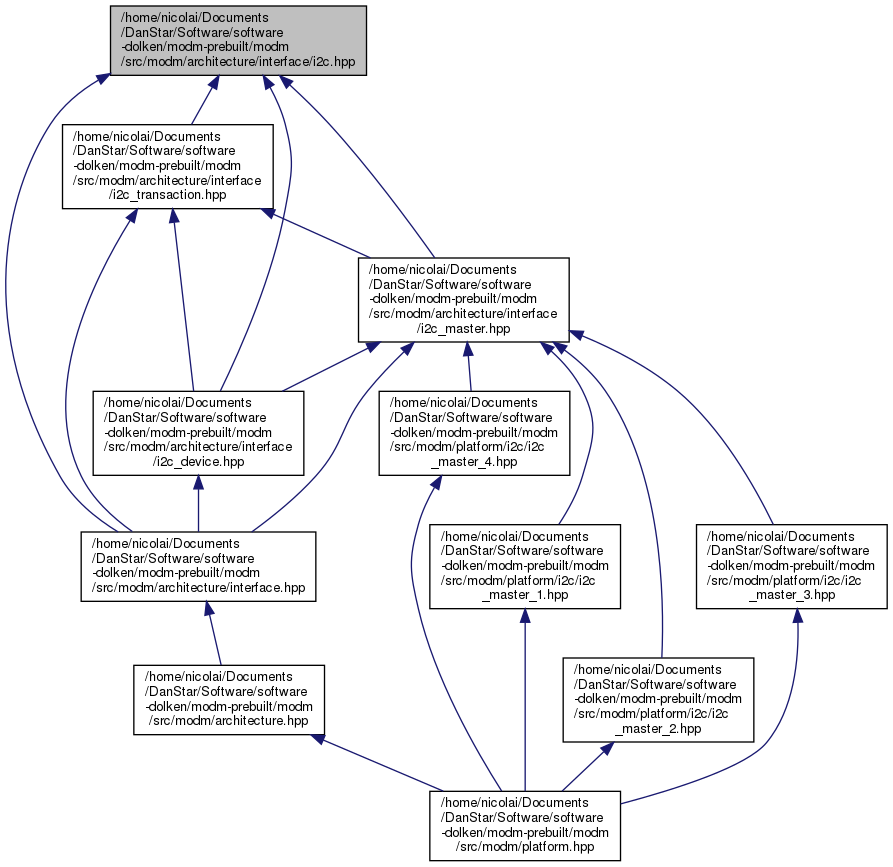 /home/nicolai/Documents
/DanStar/Software/software
-dolken/modm-prebuilt/modm
/src/modm/architecture/interface/i2c.hpp
/home/nicolai/Documents
/DanStar/Software/software
-dolken/modm-prebuilt/modm
/src/modm/architecture/interface
/i2c_transaction.hpp
/home/nicolai/Documents
/DanStar/Software/software
-dolken/modm-prebuilt/modm
/src/modm/architecture/interface
/i2c_master.hpp
/home/nicolai/Documents
/DanStar/Software/software
-dolken/modm-prebuilt/modm
/src/modm/architecture/interface
/i2c_device.hpp
/home/nicolai/Documents
/DanStar/Software/software
-dolken/modm-prebuilt/modm
/src/modm/platform/i2c/i2c
_master_4.hpp
/home/nicolai/Documents
/DanStar/Software/software
-dolken/modm-prebuilt/modm
/src/modm/architecture/interface.hpp
/home/nicolai/Documents
/DanStar/Software/software
-dolken/modm-prebuilt/modm
/src/modm/platform/i2c/i2c
_master_1.hpp
/home/nicolai/Documents
/DanStar/Software/software
-dolken/modm-prebuilt/modm
/src/modm/platform/i2c/i2c
_master_3.hpp
/home/nicolai/Documents
/DanStar/Software/software
-dolken/modm-prebuilt/modm
/src/modm/architecture.hpp
/home/nicolai/Documents
/DanStar/Software/software
-dolken/modm-prebuilt/modm
/src/modm/platform/i2c/i2c
_master_2.hpp
/home/nicolai/Documents
/DanStar/Software/software
-dolken/modm-prebuilt/modm
/src/modm/platform.hpp